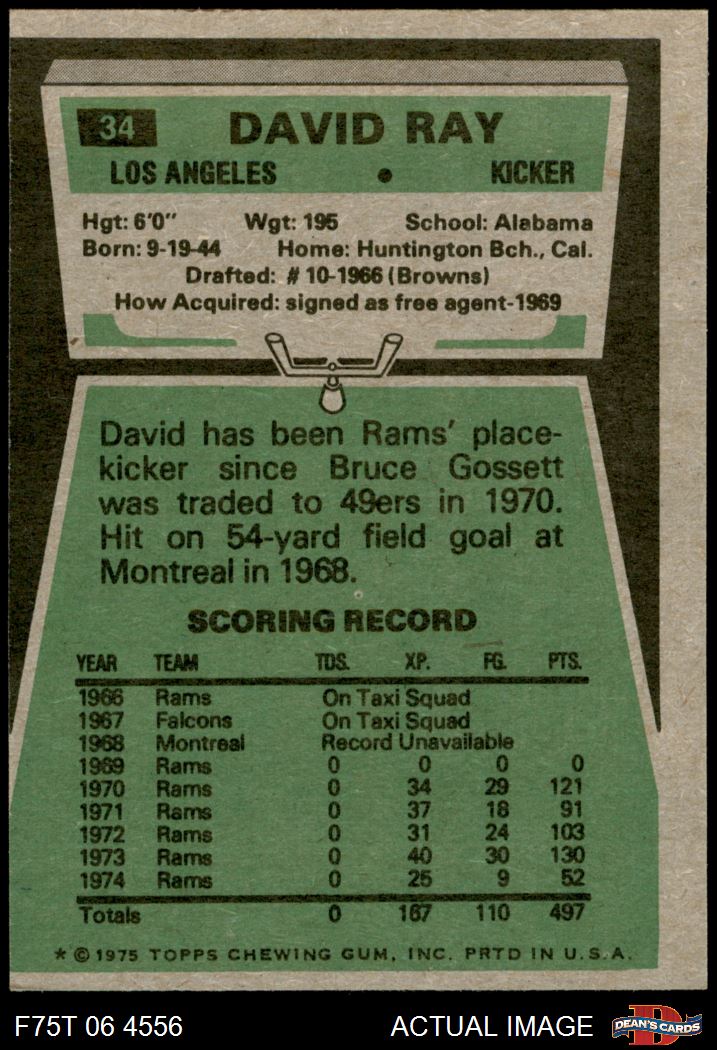 34 DAVID RAY
LOS ANGELES • KICKER
Hgt: 6'0" Wgt: 195 School: Alabama
Born: 9-19-44 Home: Huntington Bch., Cal.
Drafted: #10-1966 (Browns)
How Acquired: signed as free agent-1969
David has been Rams' place-
kicker since Bruce Gossett
was traded to 49ers in 1970.
Hit on 54-yard field goal at
Montreal in 1968.
SCORING RECORD
YEAR TEAM TDS. XP. FG. PTS.
1966 Rams On Taxi Squad
1967 Falcons On Taxi Squad
1968 Montreal Record Unavailable
1969 Rams 0 0 0 0
1970 Rams 0 34 29 121
1971 Rams 0 37 18 91
1972 Rams 0 31 24 103
1973 Rams 0 40 30 130
1974 Rams 0 25 9 52
Totals 0 167 110 497
* © 1975 TOPPS CHEWING GUM, INC. PRTD IN U.S.A.
F75T 06 4556 ACTUAL IMAGE D DEAN'S CARDS